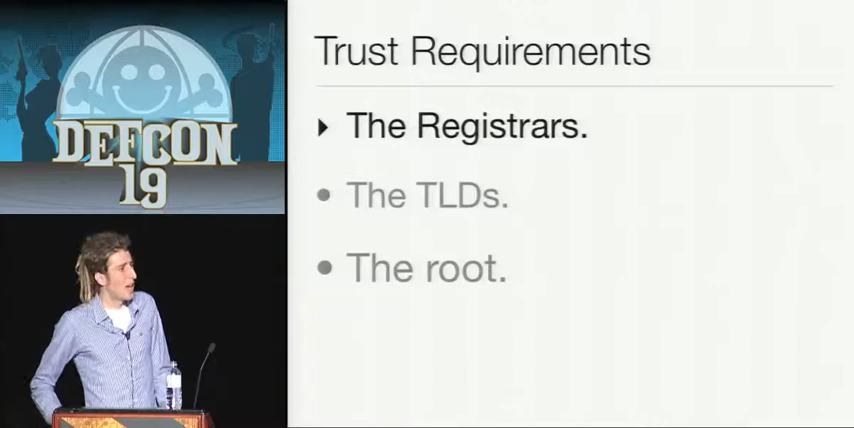 DEFCON
19
Trust Requirements
The Registrars.
The TLDs.
The root.